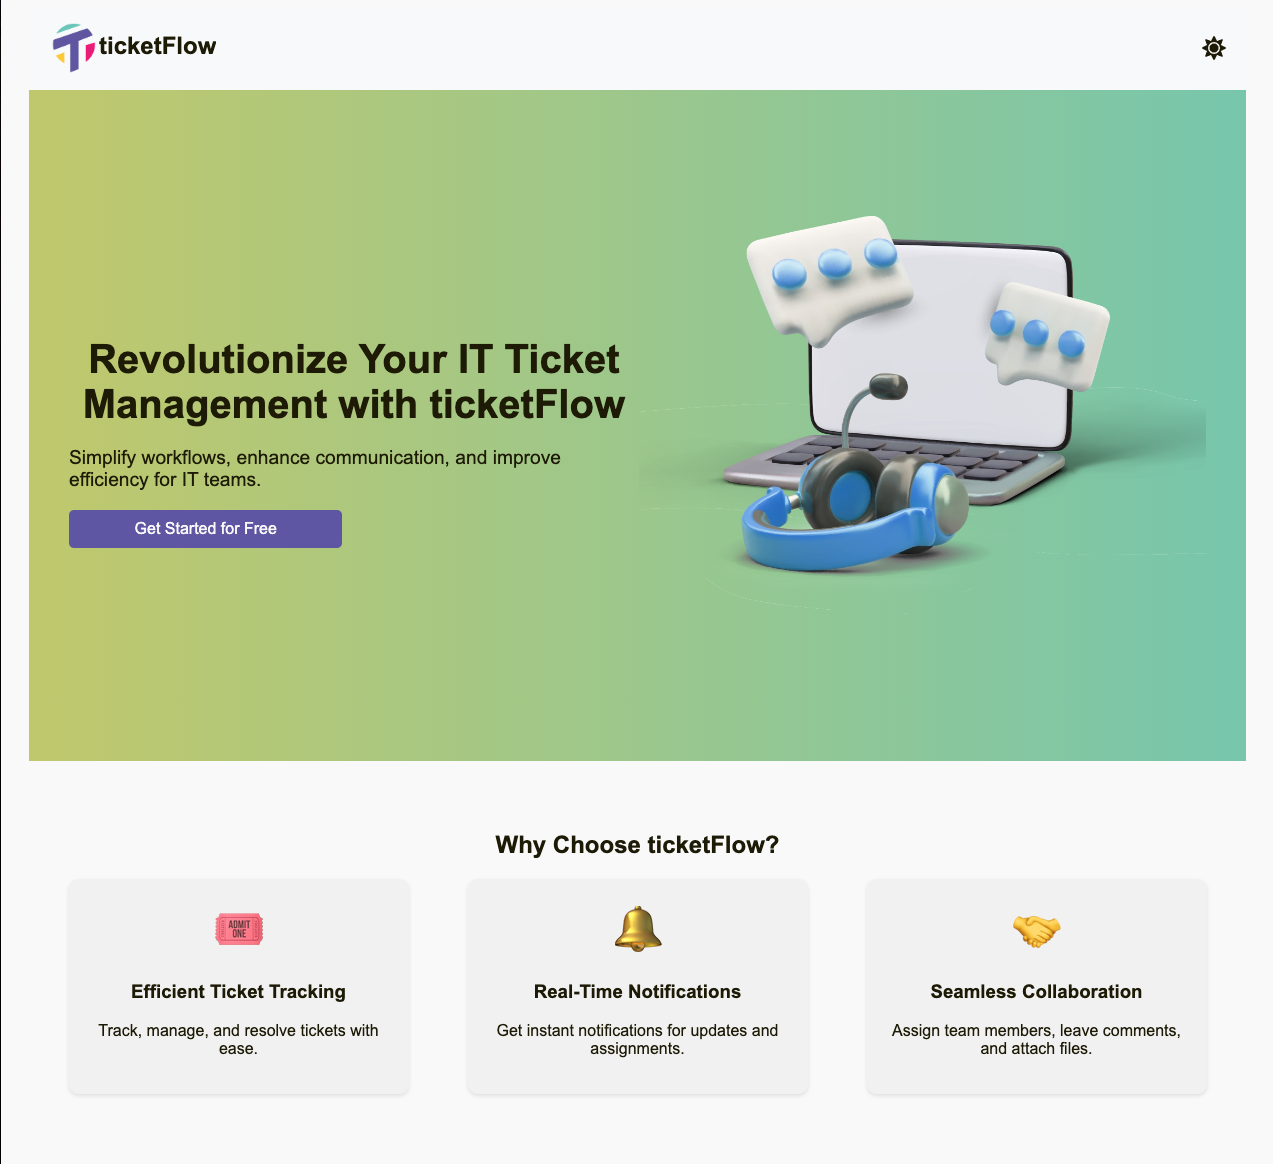 ticketFlow
Revolutionize Your IT Ticket
Management with ticketFlow
Simplify workflows, enhance communication, and improve
efficiency for IT teams.
Get Started for Free
Why Choose ticketFlow?
ADMIT
ONE
Efficient Ticket Tracking
Track, manage, and resolve tickets with
ease.
Real-Time Notifications
Get instant notifications for updates and
assignments.
Seamless Collaboration
Assign team members, leave comments,
and attach files.